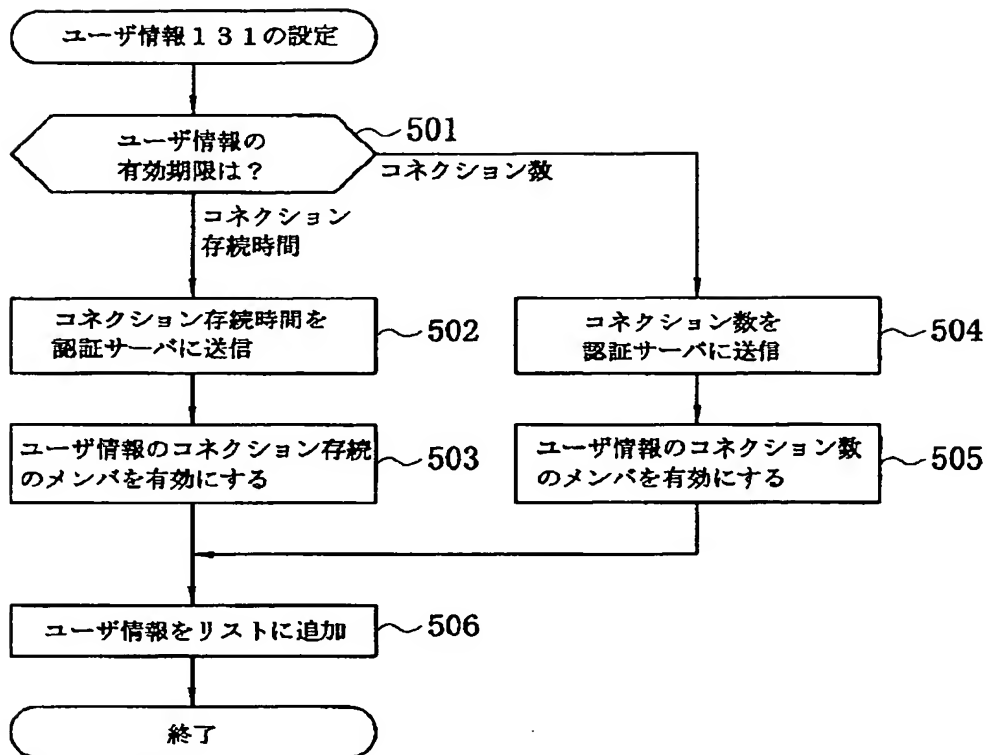 ユーザ情報131の設定
ユーザ情報の
有効期限は?
501
コネクション数
コネクション
存続時間
コネクション存続時間を
認証サーバに送信
502
コネクション数を
認証サーバに送信
504
ユーザ情報のコネクション存続
のメンバを有効にする
503
ユーザ情報のコネクション数
のメンバを有効にする
505
ユーザ情報をリストに追加
506
終了